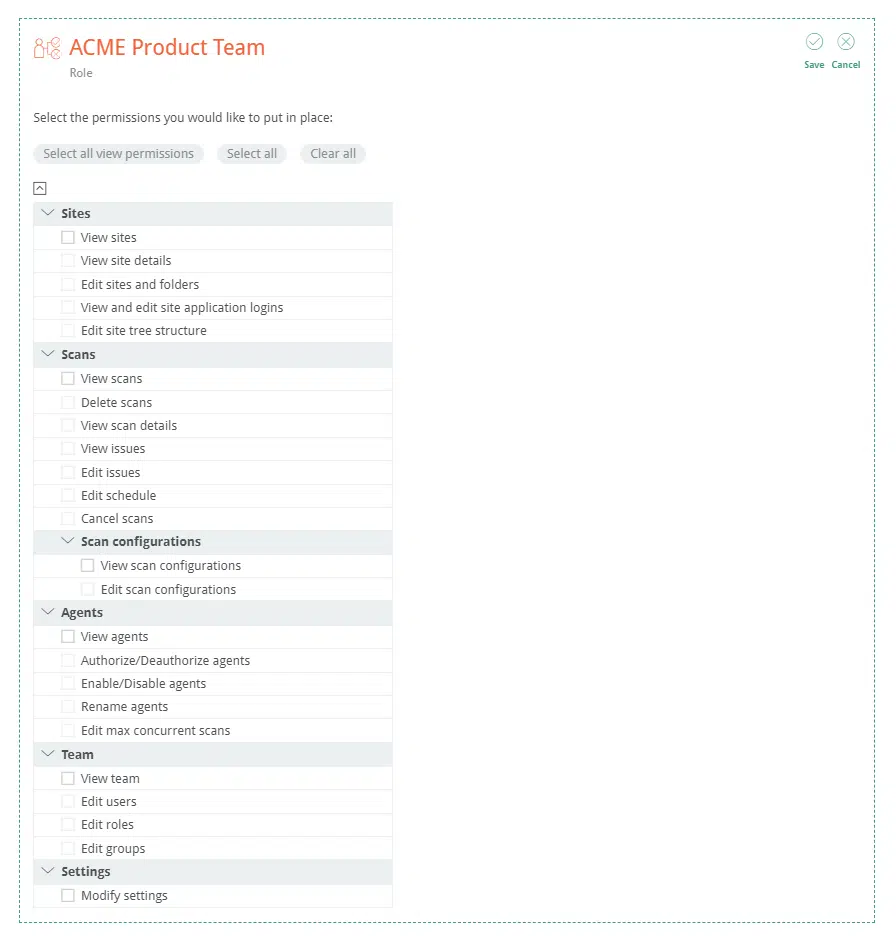 ACME Product Team
Role
Save Cancel
Select the permissions you would like to put in place:
Select all view permissions Select all Clear all
Sites
View sites
View site details
Edit sites and folders
View and edit site application logins
Edit site tree structure
Scans
View scans
Delete scans
View scan details
View issues
Edit issues
Edit schedule
Cancel scans
Scan configurations
View scan configurations
Edit scan configurations
Agents
View agents
Authorize/Deauthorize agents
Enable/Disable agents
Rename agents
Edit max concurrent scans
Team
View team
Edit users
Edit roles
Edit groups
Settings
Modify settings